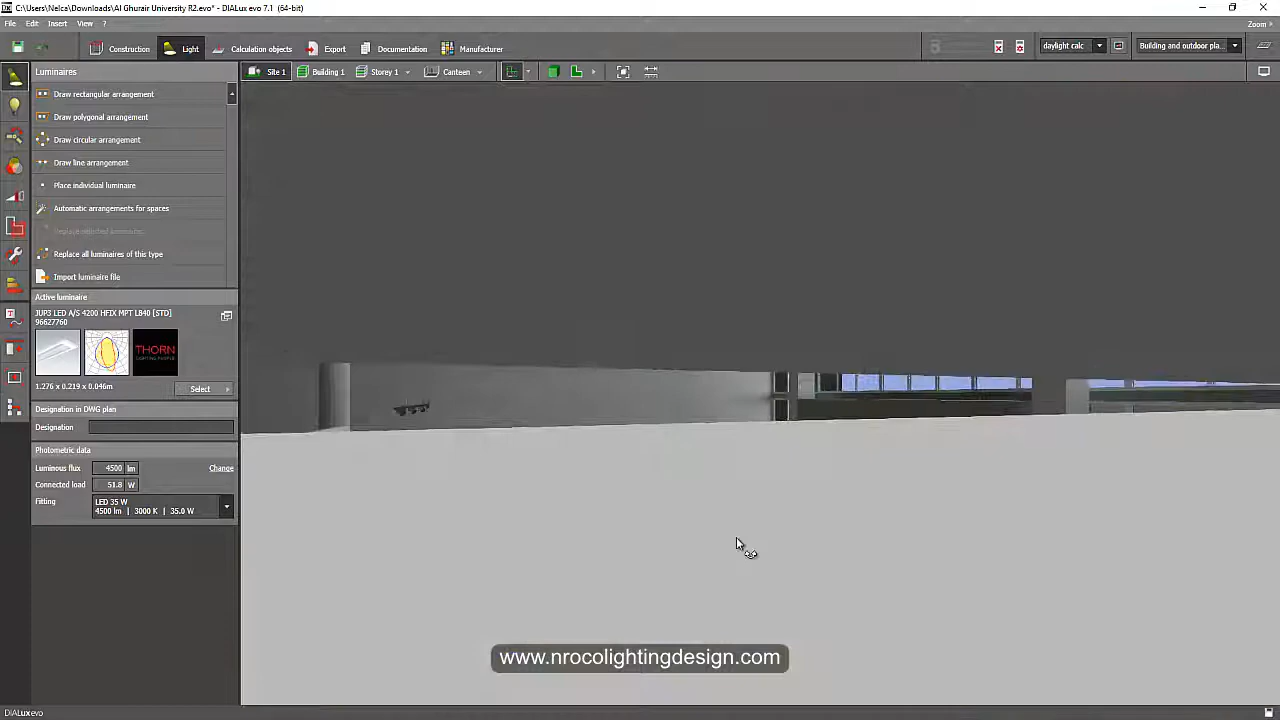 C:\Users\Nelca\Downloads\Al Ghurair University R2.evo* - DIALux evo 7.1 (64-bit)
File Edit Insert View ?
Zoom
Construction Light Calculation objects Export Documentation Manufacturer
daylight calc
Building and outdoor pla...
Luminaires
Site 1 Building 1 Storey 1 Canteen
Draw rectangular arrangement
Draw polygonal arrangement
Draw circular arrangement
Draw line arrangement
Place individual luminaire
Automatic arrangements for spaces
Replace selected luminaires
Replace all luminaires of this type
Import luminaire file
Active luminaire
JUP3 LED A/S 4200 HFIX MPT L840 [STD]
96627760
THORN
LIGHTING PEOPLE
1.276 x 0.219 x 0.046m
Select
Designation in DWG plan
Designation
Photometric data
Luminous flux 4500 lm Change
Connected load 51.8 W
Fitting LED 35 W
4500 lm | 3000 K | 35.0 W
www.nrocolightingdesign.com
DIALux evo